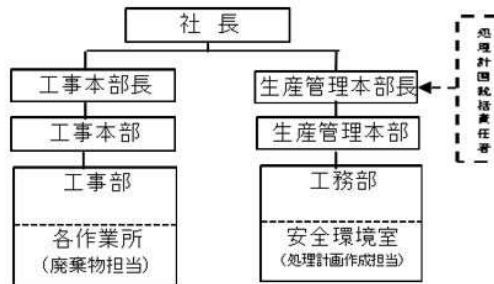 社長
工事本部長
生産管理本部長
処理計画統括責任者
工事本部
生産管理本部
工事部
工務部
各作業所
(廃棄物担当)
安全環境室
(処理計画作成担当)